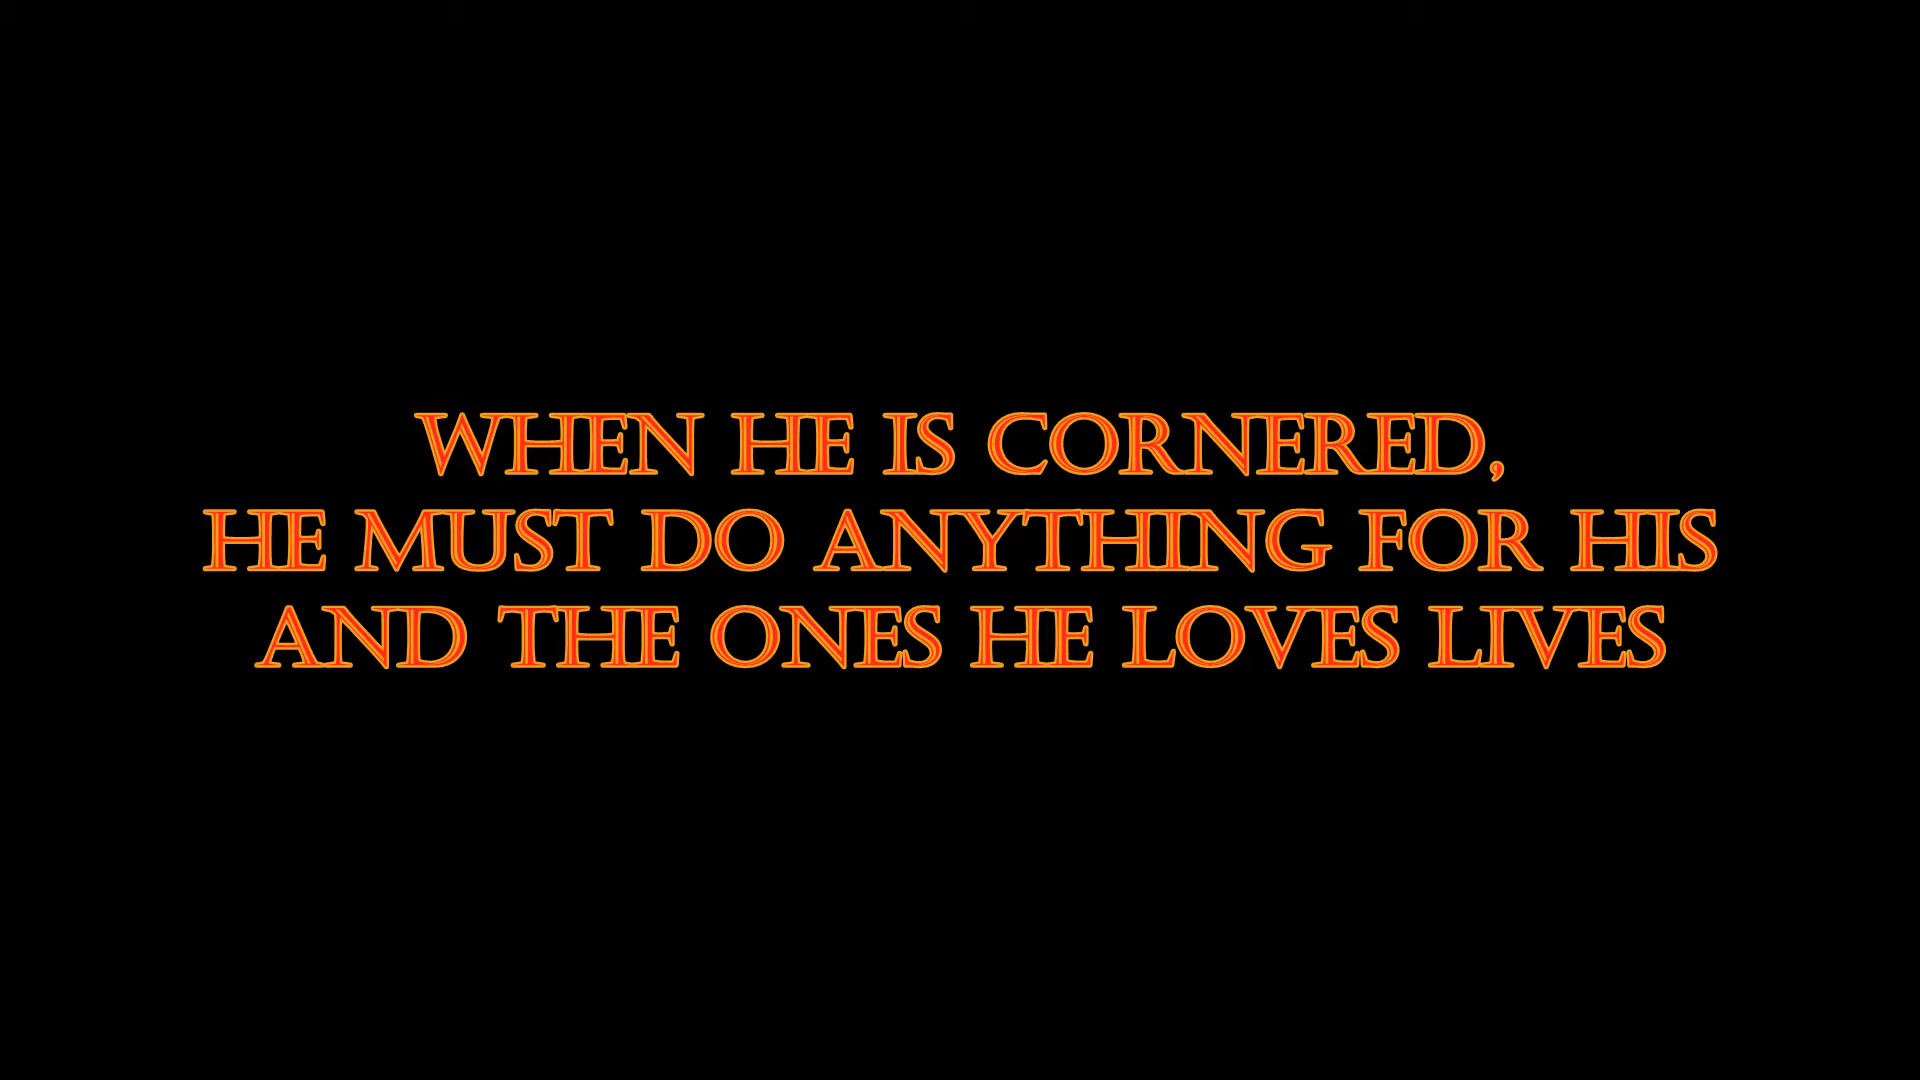 WHEN HE IS CORNERED,
HE MUST DO ANYTHING FOR HIS
AND THE ONES HE LOVES LIVES